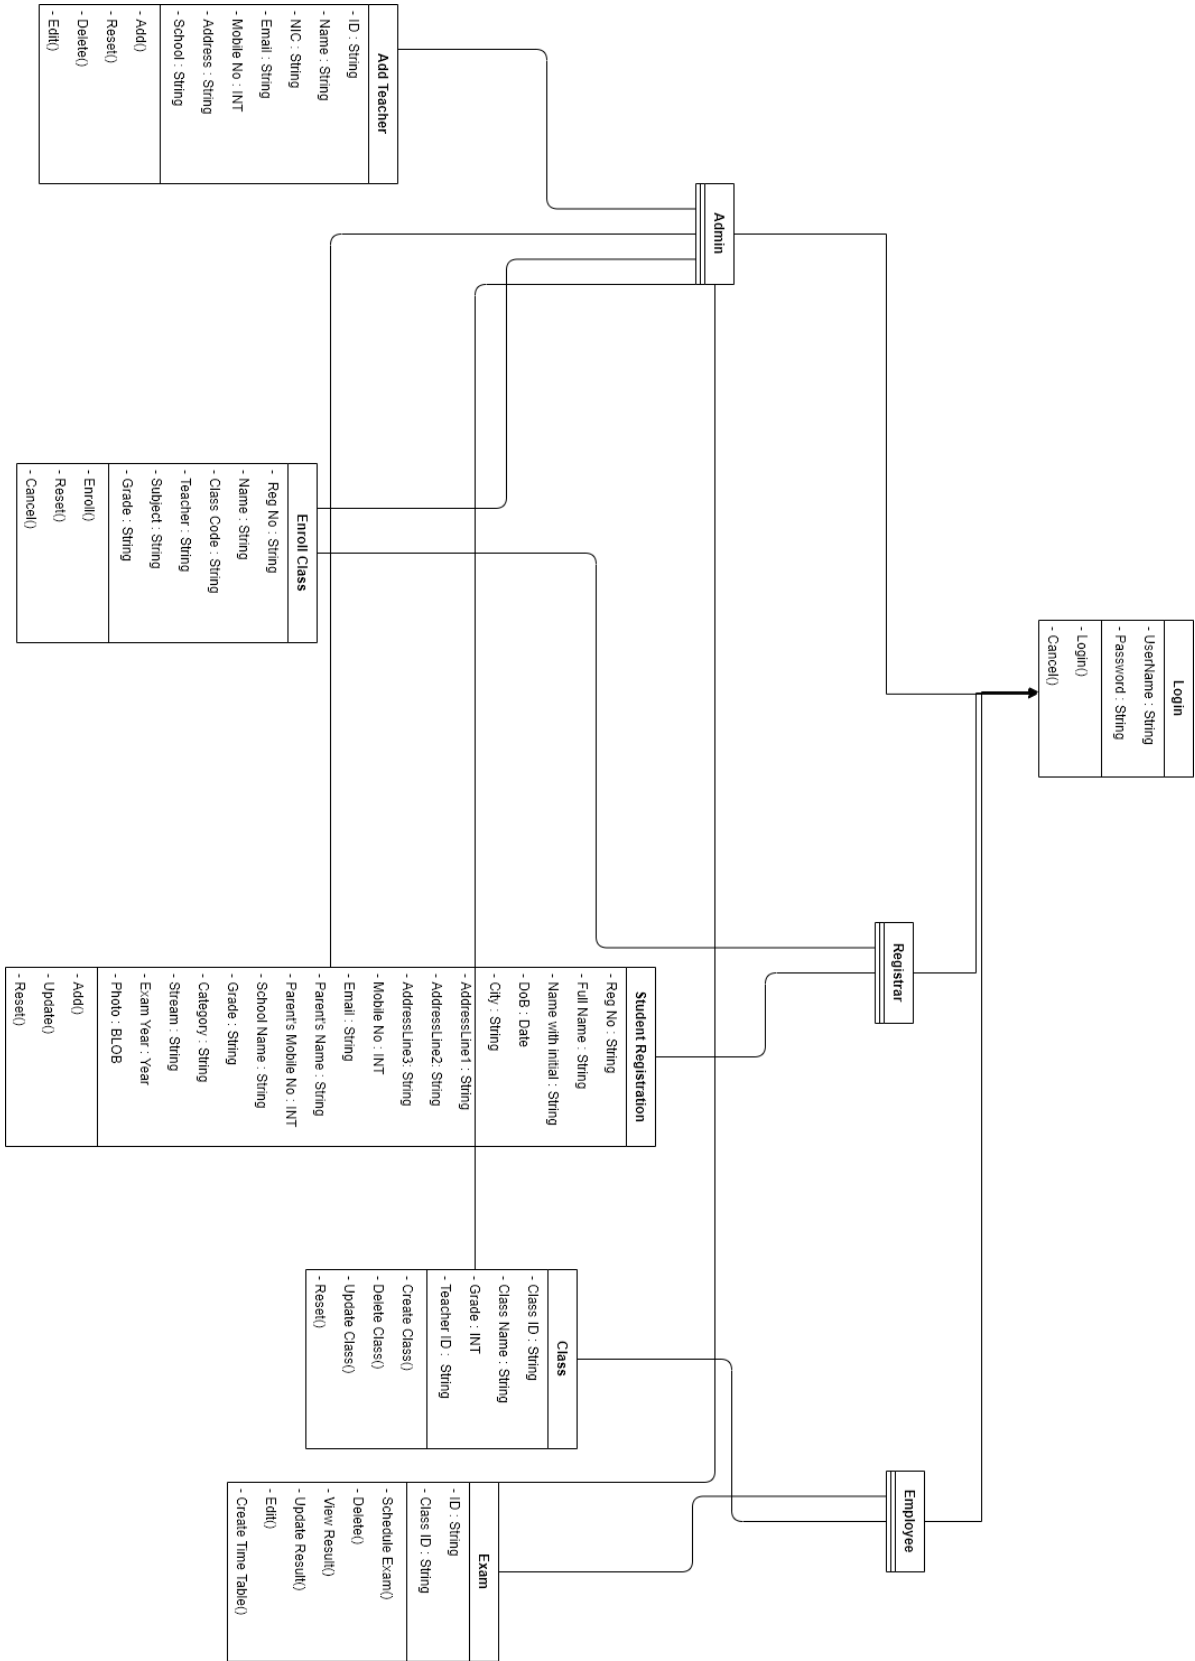 Login
- UserName : String
- Password : String
- Login()
- Cancel()
Admin
Registrar
Employee
Add Teacher
- ID : String
- Name : String
- NIC : String
- Email : String
- Mobile No : INT
- Address : String
- School : String
- Add()
- Reset()
- Delete()
- Edit()
Enroll Class
- Reg No : String
- Name : String
- Class Code : String
- Teacher : String
- Subject : String
- Grade : String
- Enroll()
- Reset()
- Cancel()
Student Registration
- Reg No : String
- Full Name : String
- Name with initial : String
- DoB : Date
- City : String
- AddressLine1 : String
- AddressLine2: String
- AddressLine3: String
- Mobile No : INT
- Email : String
- Parent's Name : String
- Parent's Mobile No : INT
- School Name : String
- Grade : String
- Category : String
- Stream : String
- Exam Year : Year
- Photo : BLOB
- Add()
- Update()
- Reset()
Class
- Class ID : String
- Class Name : String
- Grade : INT
- Teacher ID :  String
- Create Class()
- Delete Class()
- Update Class()
- Reset()
Exam
- ID : String
- Class ID : String
- Schedule Exam()
- Delete()
- View Result()
- Update Result()
- Edit()
- Create Time Table()